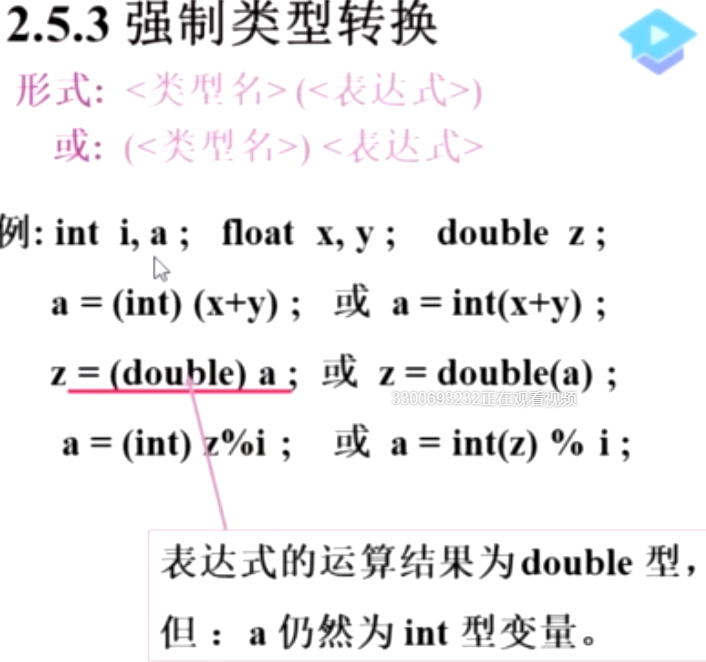 2.5.3 强制类型转换
形式: <类型名> (<表达式>)
或: (<类型名>) <表达式>
例: int i, a ; float x, y ; double z ;
a = (int) (x+y) ; 或 a = int(x+y) ;
z = (double) a ; 或 z = double(a) ;
3300693232正在观看视频
a = (int) z%i ; 或 a = int(z) % i ;
表达式的运算结果为double 型，
但 ：a 仍然为 int 型变量。